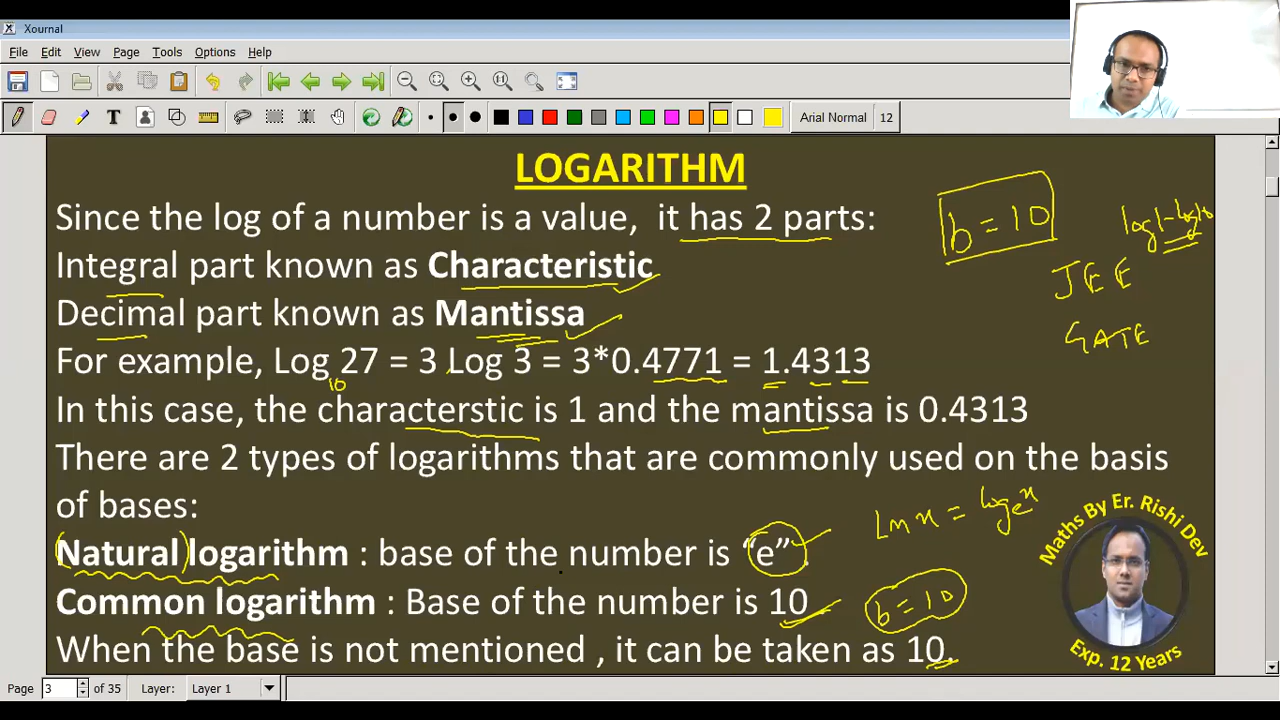 Xournal
File Edit View Page Tools Options Help
Arial Normal 12
LOGARITHM
Since the log of a number is a value, it has 2 parts:
b = 10
log1-log10
Integral part known as Characteristic
JEE
Decimal part known as Mantissa
GATE
For example, Log 27 = 3 Log 3 = 3*0.4771 = 1.4313
10
In this case, the characterstic is 1 and the mantissa is 0.4313
There are 2 types of logarithms that are commonly used on the basis
of bases:
Ln x = log e x
Natural logarithm : base of the number is “e” .
Common logarithm : Base of the number is 10
b = 10
When the base is not mentioned , it can be taken as 10.
Maths By Er. Rishi Dev
Exp. 12 Years
Page 3 of 35 Layer: Layer 1